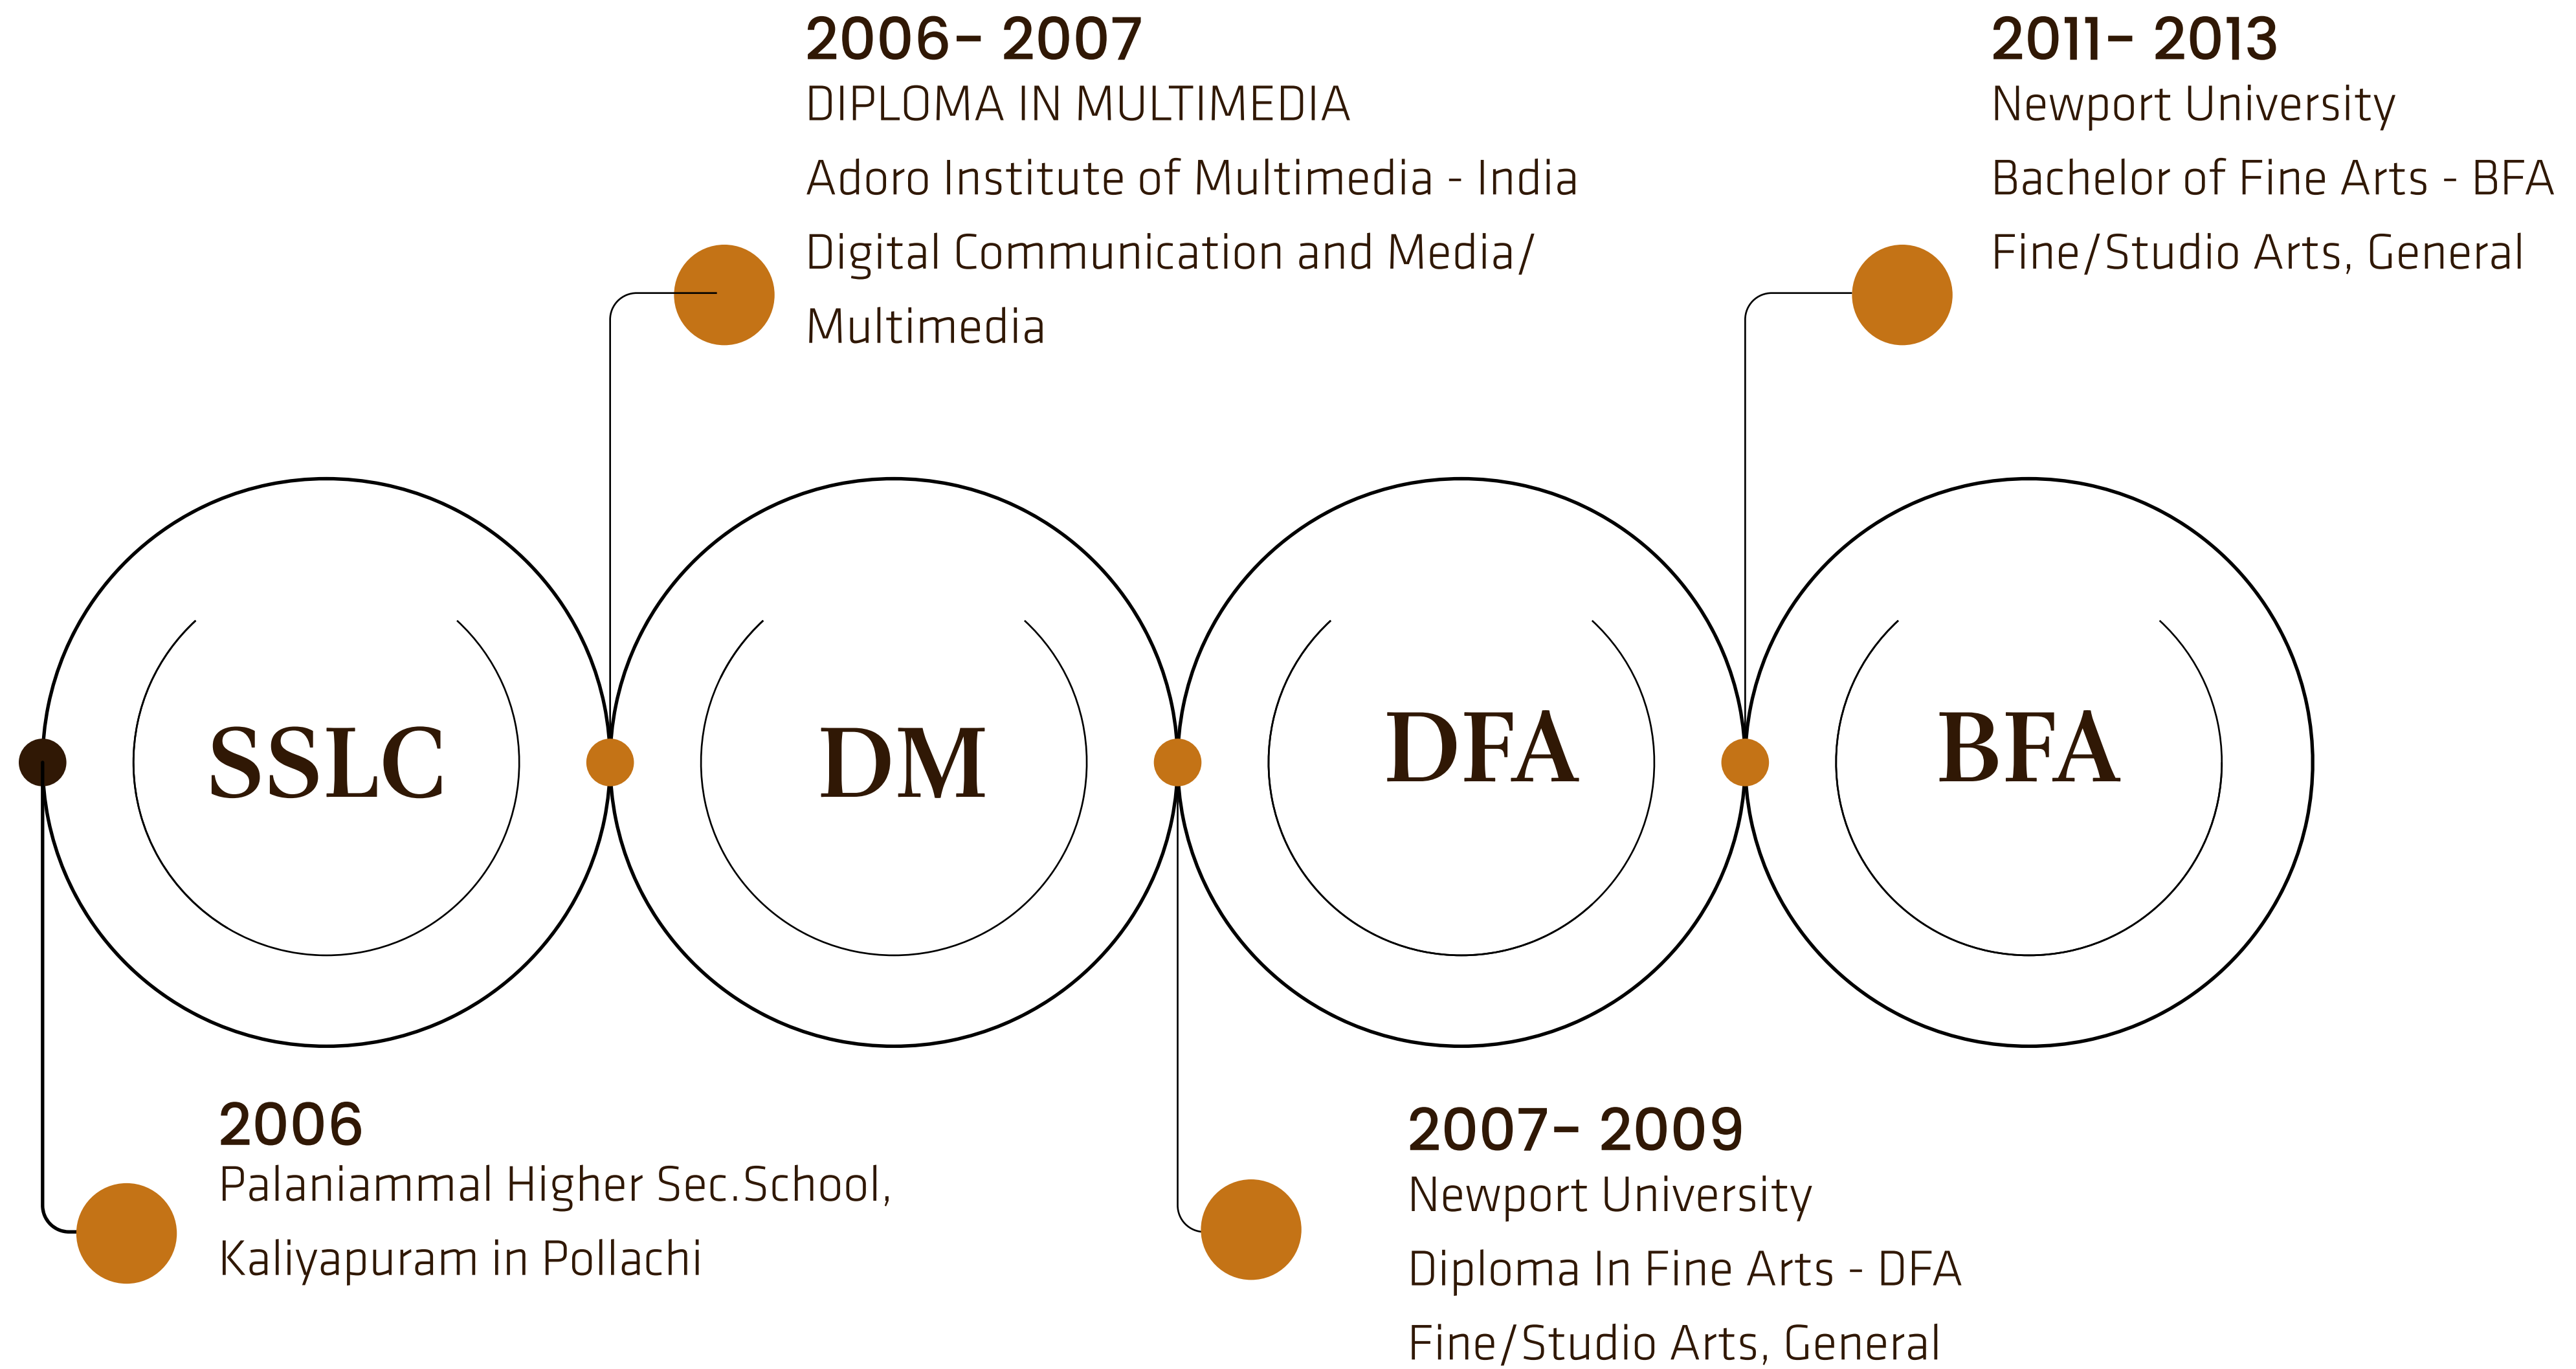 2006- 2007
DIPLOMA IN MULTIMEDIA
Adoro Institute of Multimedia - India
Digital Communication and Media/
Multimedia
2011- 2013
Newport University
Bachelor of Fine Arts - BFA
Fine/Studio Arts, General
SSLC
DM
DFA
BFA
2006
Palaniammal Higher Sec.School,
Kaliyapuram in Pollachi
2007- 2009
Newport University
Diploma In Fine Arts - DFA
Fine/Studio Arts, General